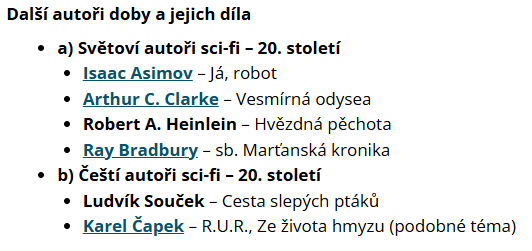 Další autoři doby a jejich díla
a) Světoví autoři sci-fi – 20. století
Isaac Asimov – Já, robot
Arthur C. Clarke – Vesmírná odysea
Robert A. Heinlein – Hvězdná pěchota
Ray Bradbury – sb. Marťanská kronika
b) Čeští autoři sci-fi – 20. století
Ludvík Souček – Cesta slepých ptáků
Karel Čapek – R.U.R., Ze života hmyzu (podobné téma)